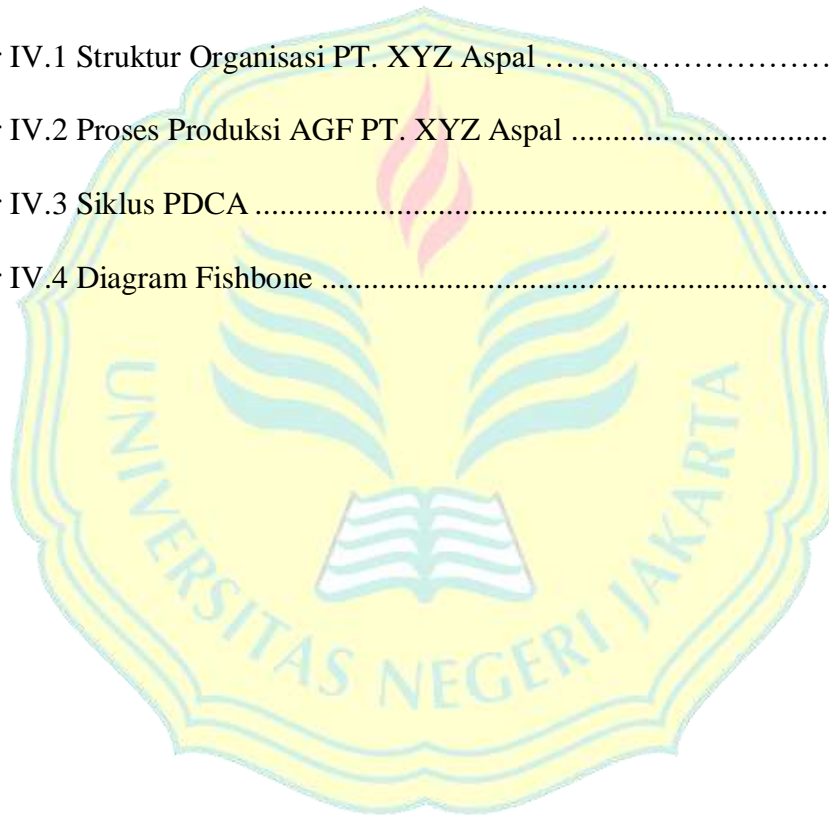 IV.1 Struktur Organisasi PT. XYZ Aspal ……………………….
IV.2 Proses Produksi AGF PT. XYZ Aspal ...............................
IV.3 Siklus PDCA .....................................................................
IV.4 Diagram Fishbone .............................................................
UNIVERSITAS NEGERI JAKARTA